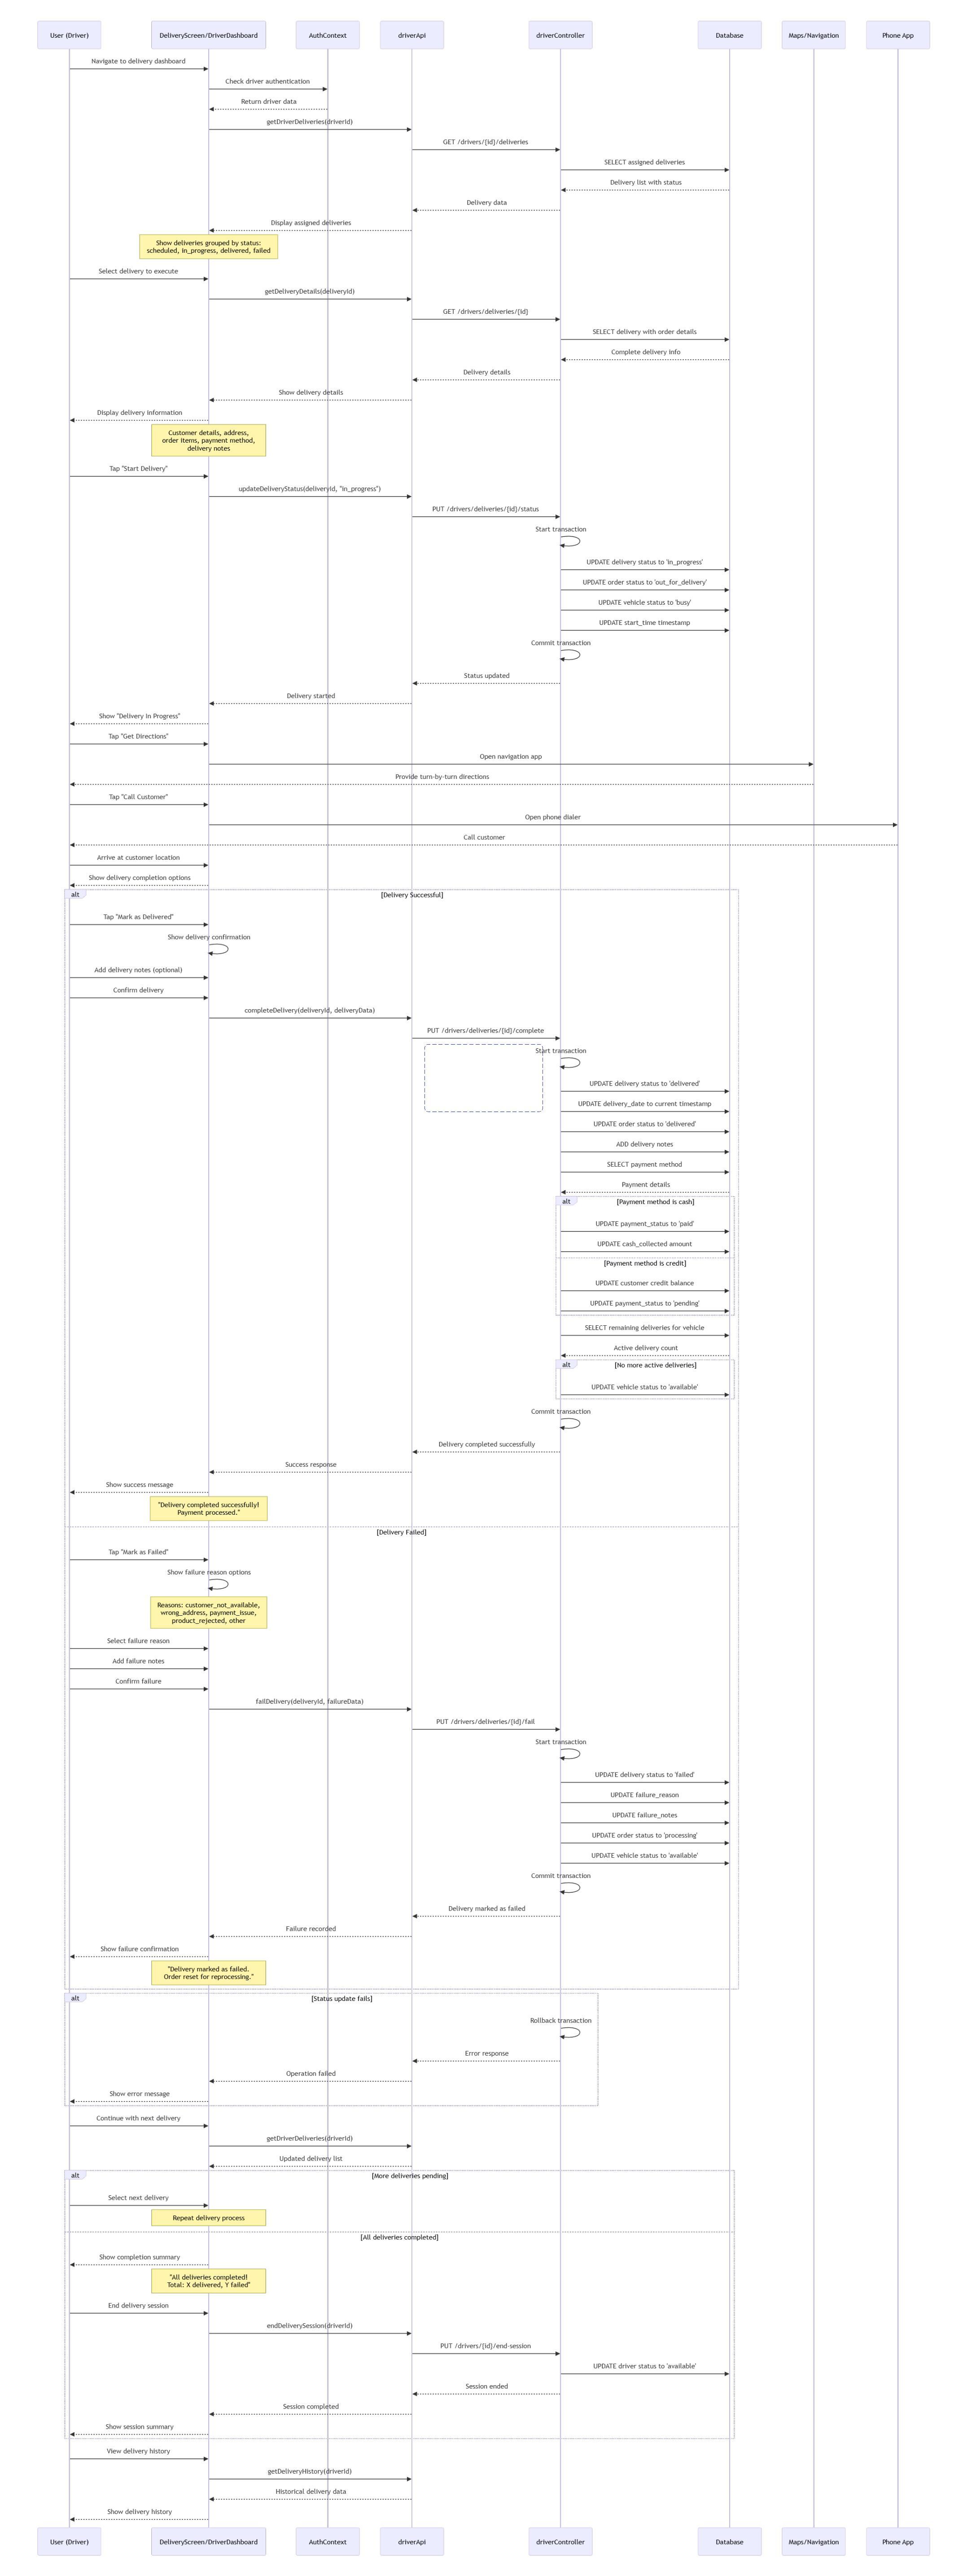 User (Driver)
DeliveryScreen/DriverDashboard
AuthContext
driverApi
driverController
Database
Maps/Navigation
Phone App
Navigate to delivery dashboard
Check driver authentication
Return driver data
getDriverDeliveries(driverId)
GET /drivers/{id}/deliveries
SELECT assigned deliveries
Delivery list with status
Delivery data
Display assigned deliveries
Show deliveries grouped by status:
scheduled, in_progress, delivered, failed
Select delivery to execute
getDeliveryDetails(deliveryId)
GET /drivers/deliveries/{id}
SELECT delivery with order details
Complete delivery info
Delivery details
Show delivery details
Display delivery information
Customer details, address,
order items, payment method,
delivery notes
Tap "Start Delivery"
updateDeliveryStatus(deliveryId, "in_progress")
PUT /drivers/deliveries/{id}/status
Start transaction
UPDATE delivery status to 'in_progress'
UPDATE order status to 'out_for_delivery'
UPDATE vehicle status to 'busy'
UPDATE start_time timestamp
Commit transaction
Status updated
Delivery started
Show "Delivery in Progress"
Tap "Get Directions"
Open navigation app
Provide turn-by-turn directions
Tap "Call Customer"
Open phone dialer
Call customer
Arrive at customer location
Show delivery completion options
alt
[Delivery Successful]
Tap "Mark as Delivered"
Show delivery confirmation
Add delivery notes (optional)
Confirm delivery
completeDelivery(deliveryId, deliveryData)
PUT /drivers/deliveries/{id}/complete
Start transaction
UPDATE delivery status to 'delivered'
UPDATE delivery_date to current timestamp
UPDATE order status to 'delivered'
ADD delivery notes
SELECT payment method
Payment details
alt
[Payment method is cash]
UPDATE payment_status to 'paid'
UPDATE cash_collected amount
[Payment method is credit]
UPDATE customer credit balance
UPDATE payment_status to 'pending'
SELECT remaining deliveries for vehicle
Active delivery count
alt
[No more active deliveries]
UPDATE vehicle status to 'available'
Commit transaction
Delivery completed successfully
Success response
Show success message
"Delivery completed successfully!
Payment processed."
[Delivery Failed]
Tap "Mark as Failed"
Show failure reason options
Reasons: customer_not_available,
wrong_address, payment_issue,
product_rejected, other
Select failure reason
Add failure notes
Confirm failure
failDelivery(deliveryId, failureData)
PUT /drivers/deliveries/{id}/fail
Start transaction
UPDATE delivery status to 'failed'
UPDATE failure_reason
UPDATE failure_notes
UPDATE order status to 'processing'
UPDATE vehicle status to 'available'
Commit transaction
Delivery marked as failed
Failure recorded
Show failure confirmation
"Delivery marked as failed.
Order reset for reprocessing."
alt
[Status update fails]
Rollback transaction
Error response
Operation failed
Show error message
Continue with next delivery
getDriverDeliveries(driverId)
Updated delivery list
alt
[More deliveries pending]
Select next delivery
Repeat delivery process
[All deliveries completed]
Show completion summary
"All deliveries completed!
Total: X delivered, Y failed"
End delivery session
endDeliverySession(driverId)
PUT /drivers/{id}/end-session
UPDATE driver status to 'available'
Session ended
Session completed
Show session summary
View delivery history
getDeliveryHistory(driverId)
Historical delivery data
Show delivery history
User (Driver)
DeliveryScreen/DriverDashboard
AuthContext
driverApi
driverController
Database
Maps/Navigation
Phone App